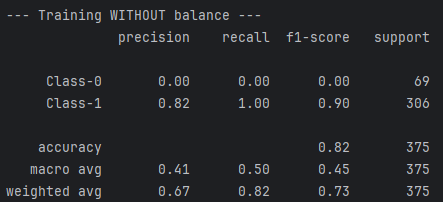 --- Training WITHOUT balance ---
precision recall f1-score support
Class-0 0.00 0.00 0.00 69
Class-1 0.82 1.00 0.90 306
accuracy 0.82 375
macro avg 0.41 0.50 0.45 375
weighted avg 0.67 0.82 0.73 375